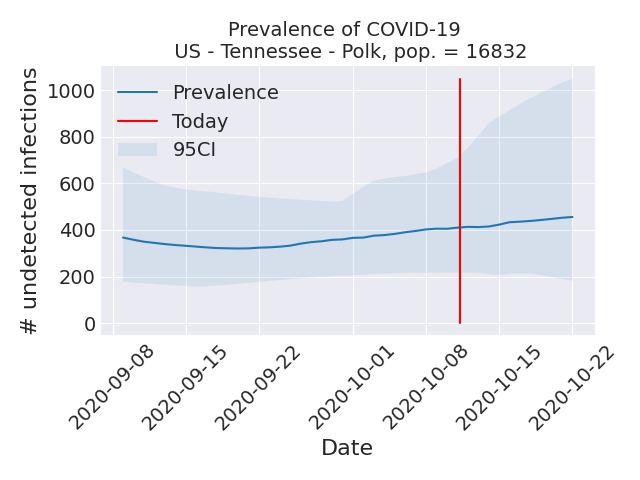 Prevalence of COVID-19
US - Tennessee - Polk, pop. = 16832
# undetected infections
1000
800
600
400
200
0
Prevalence
Today
95CI
2020-09-08
2020-09-15
2020-09-22
2020-10-01
2020-10-08
2020-10-15
2020-10-22
Date